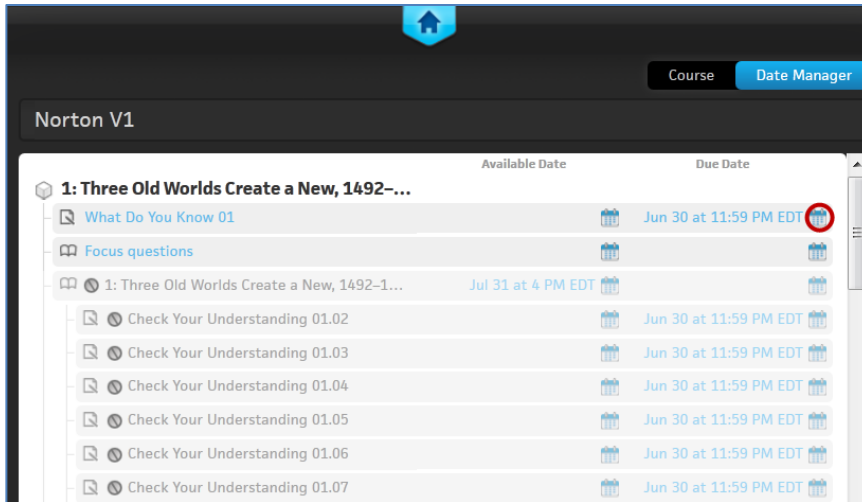 Course Date Manager
Norton V1
Available Date Due Date
1: Three Old Worlds Create a New, 1492–...
What Do You Know 01 Jun 30 at 11:59 PM EDT
Focus questions
1: Three Old Worlds Create a New, 1492–1... Jul 31 at 4 PM EDT
Check Your Understanding 01.02 Jun 30 at 11:59 PM EDT
Check Your Understanding 01.03 Jun 30 at 11:59 PM EDT
Check Your Understanding 01.04 Jun 30 at 11:59 PM EDT
Check Your Understanding 01.05 Jun 30 at 11:59 PM EDT
Check Your Understanding 01.06 Jun 30 at 11:59 PM EDT
Check Your Understanding 01.07 Jun 30 at 11:59 PM EDT